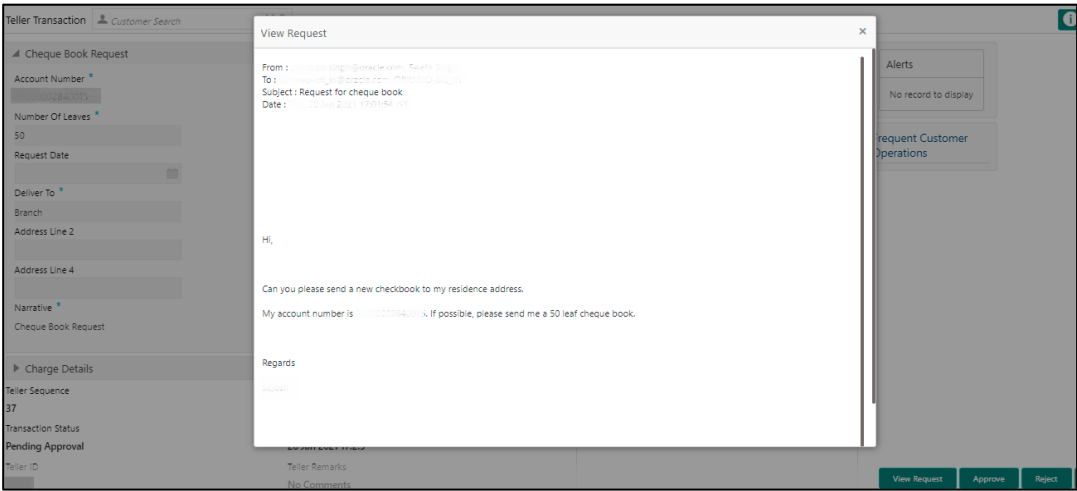 Teller Transaction
Customer Search
Cheque Book Request
Account Number *
Number Of Leaves *
50
Request Date
Deliver To *
Branch
Address Line 2
Address Line 4
Narrative *
Cheque Book Request
Charge Details
Teller Sequence
37
Transaction Status
Pending Approval
Teller ID
Teller Remarks
No Comments
View Request
×
From :
To :
Subject : Request for cheque book
Date :
Hi,
Can you please send a new checkbook to my residence address.
My account number is . If possible, please send me a 50 leaf cheque book.
Regards
Alerts
No record to display
Frequent Customer
Operations
View Request
Approve
Reject